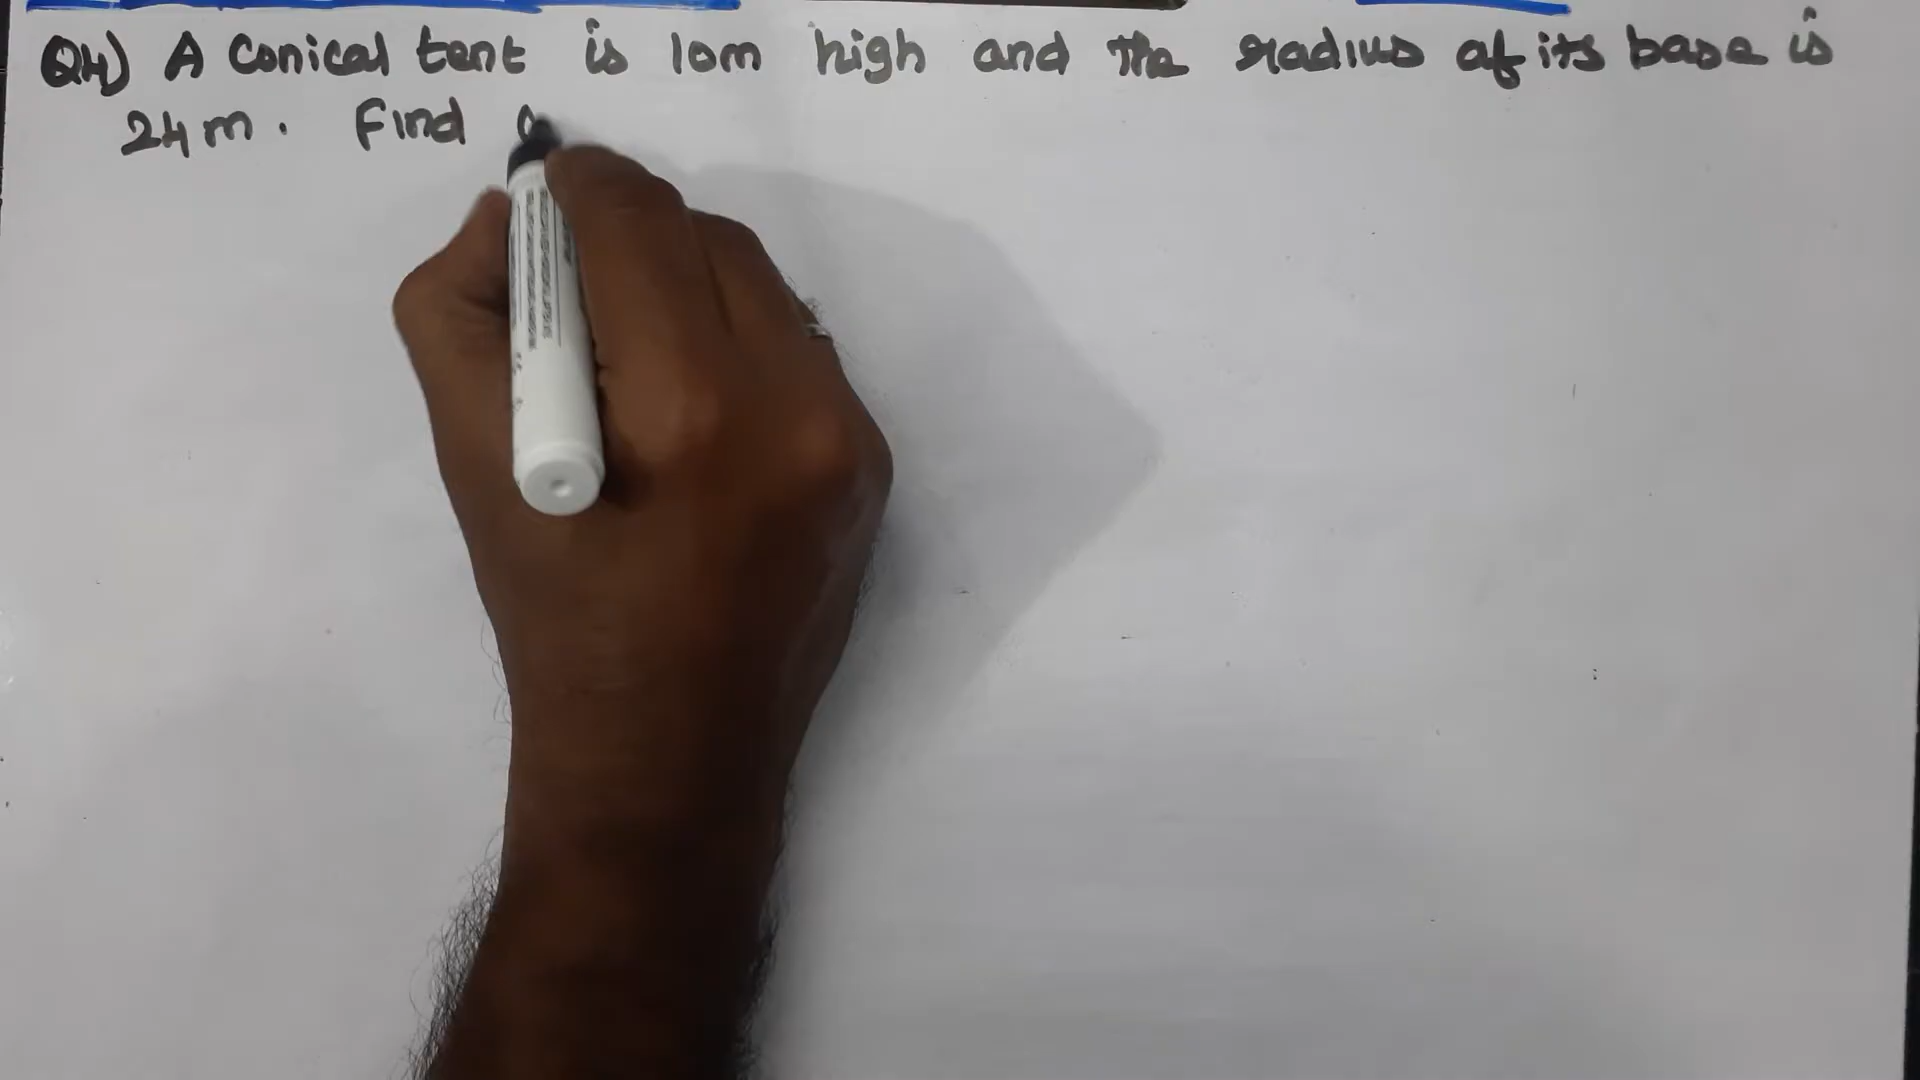 Q4) A Conical tent is 10m high and the radius of its base is
24m. Find